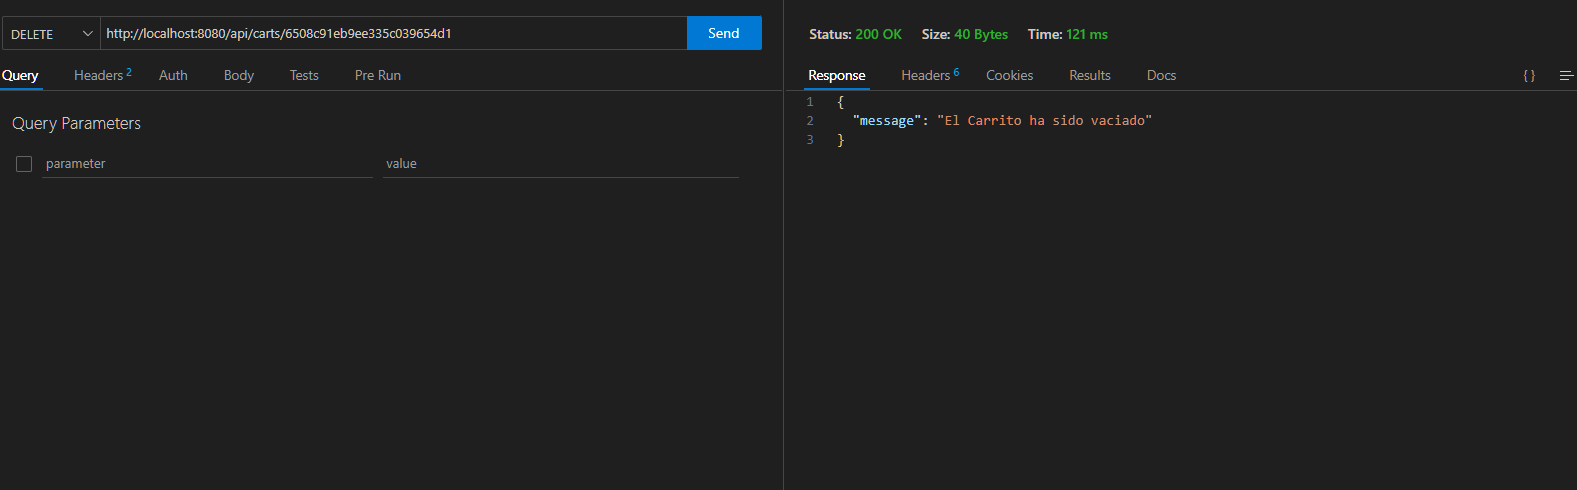 DELETE http://localhost:8080/api/carts/6508c91eb9ee335c039654d1 Send
Query Headers 2 Auth Body Tests Pre Run
Query Parameters
parameter value
Status: 200 OK Size: 40 Bytes Time: 121 ms
Response Headers 6 Cookies Results Docs { }
1 {
2 "message": "El Carrito ha sido vaciado"
3 }